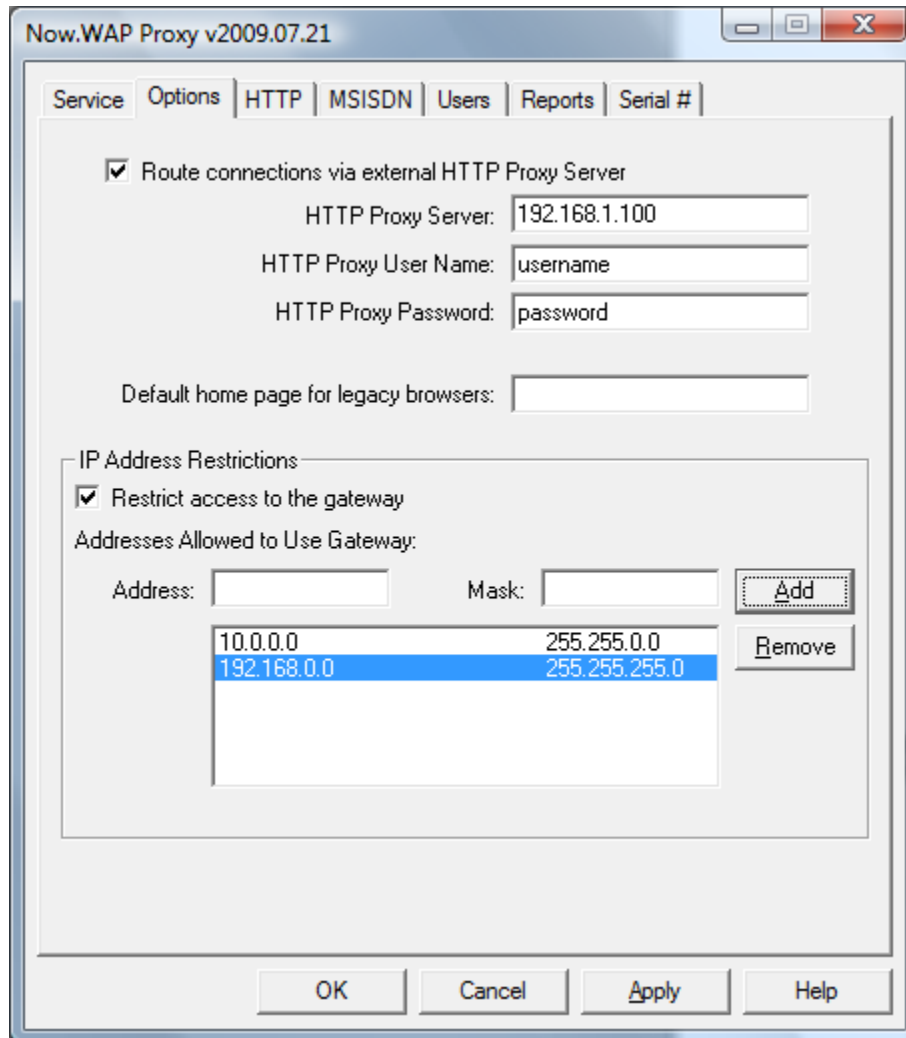 Now.WAP Proxy v2009.07.21
Service Options HTTP MSISDN Users Reports Serial #
Route connections via external HTTP Proxy Server
HTTP Proxy Server: 192.168.1.100
HTTP Proxy User Name: username
HTTP Proxy Password: password
Default home page for legacy browsers:
IP Address Restrictions
Restrict access to the gateway
Addresses Allowed to Use Gateway:
Address: Mask: Add
10.0.0.0 255.255.0.0 Remove
192.168.0.0 255.255.255.0
OK Cancel Apply Help